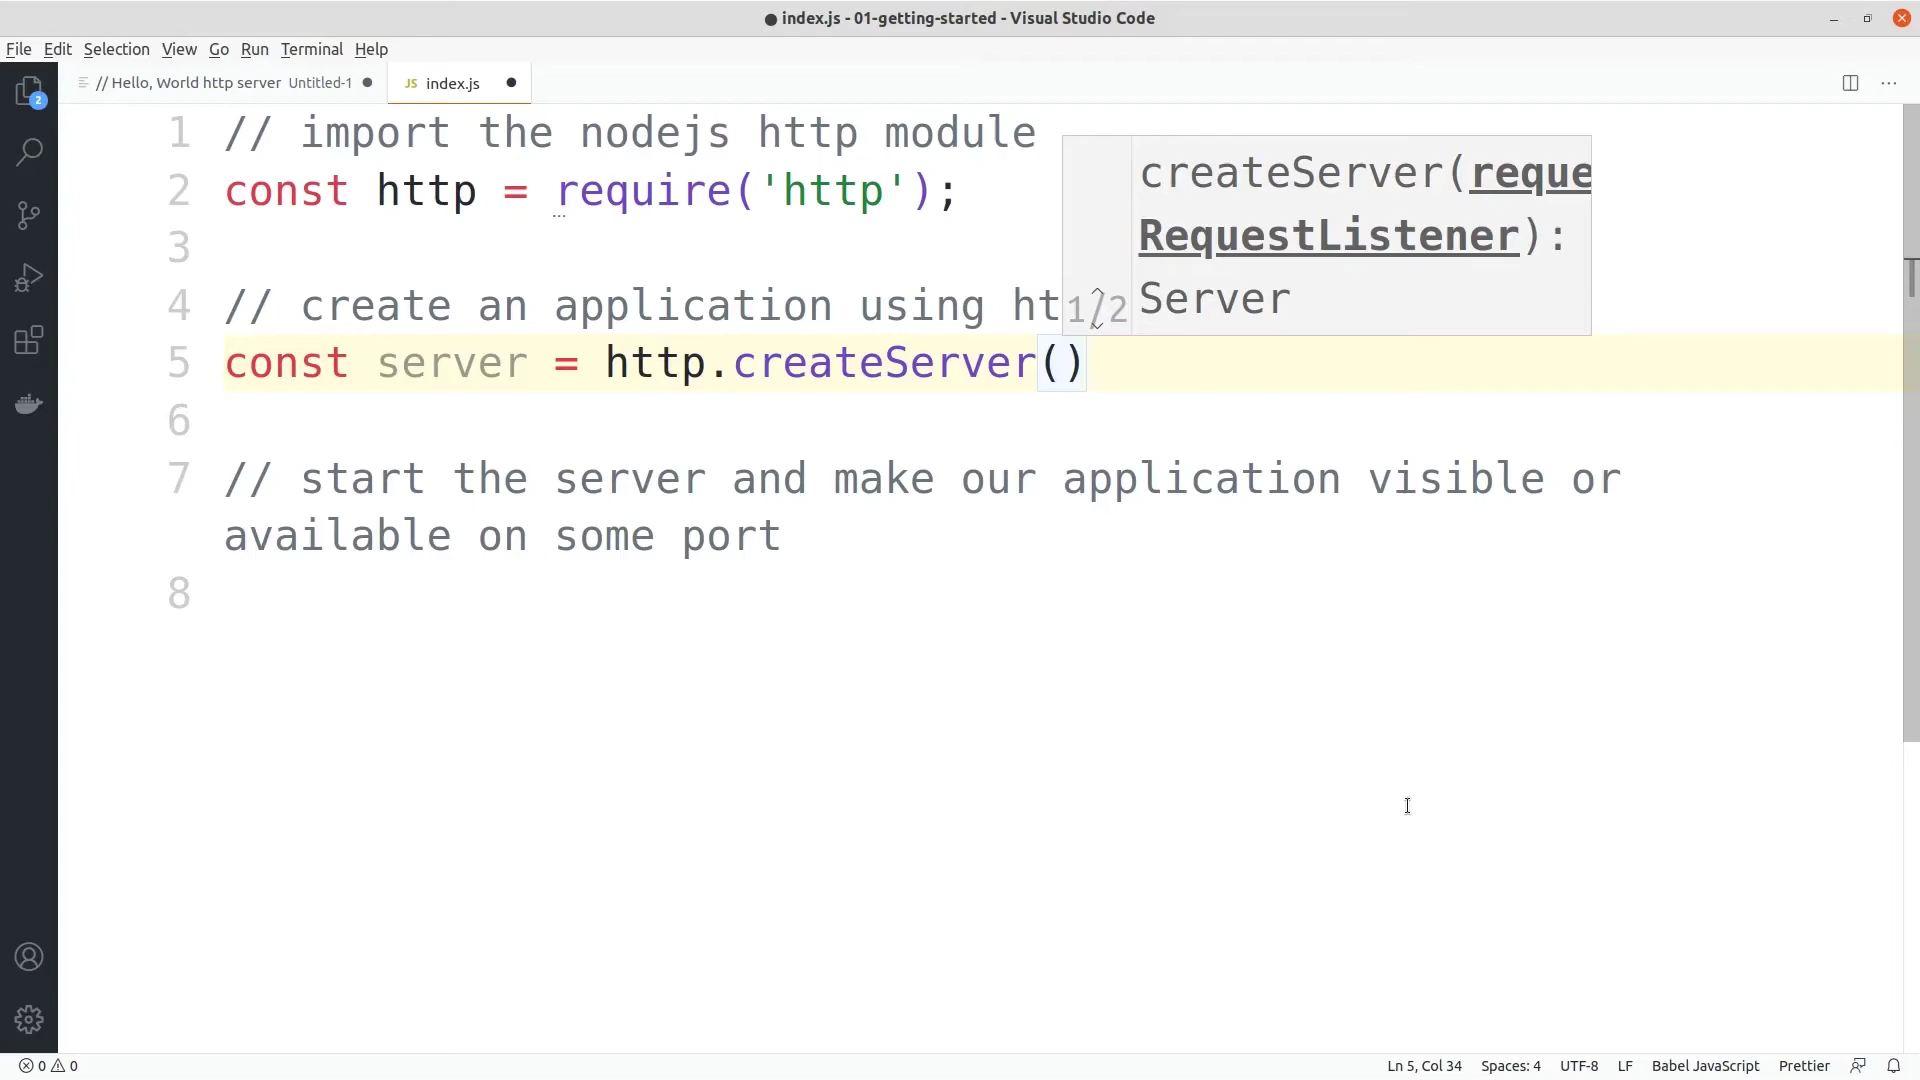 index.js - 01-getting-started - Visual Studio Code
File Edit Selection View Go Run Terminal Help
2
// Hello, World http server Untitled-1
JS index.js
1 // import the nodejs http module
2 const http = require('http');
3
4 // create an application using ht
5 const server = http.createServer()
6
7 // start the server and make our application visible or
available on some port
8
createServer(reque
RequestListener):
1/2 Server
0 0
Ln 5, Col 34 Spaces: 4 UTF-8 LF Babel JavaScript Prettier